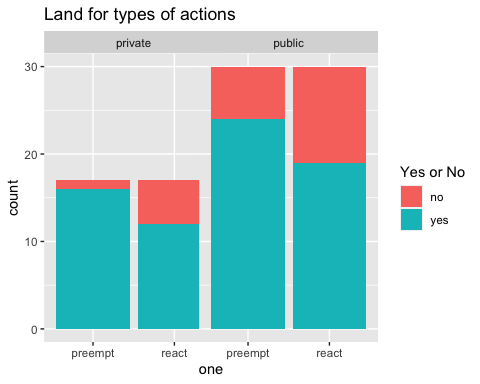 Land for types of actions
private public
30
20
10
0
count
preempt react preempt react
one
Yes or No
no
yes